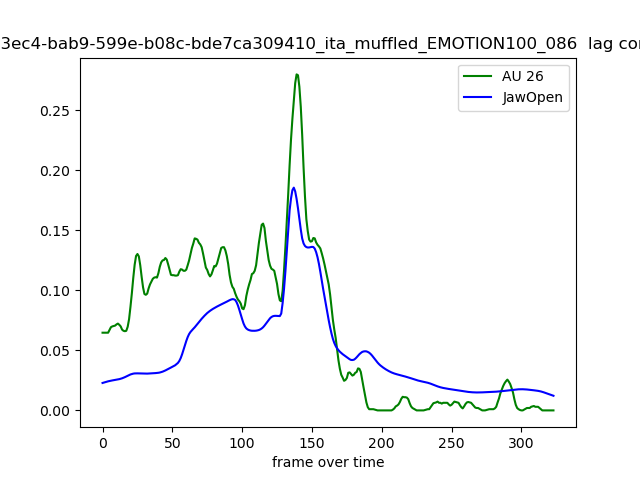 3ec4-bab9-599e-b08c-bde7ca309410_ita_muffled_EMOTION100_086 lag
AU 26
JawOpen
0.25
0.20
0.15
0.10
0.05
0.00
0 50 100 150 200 250 300
frame over time